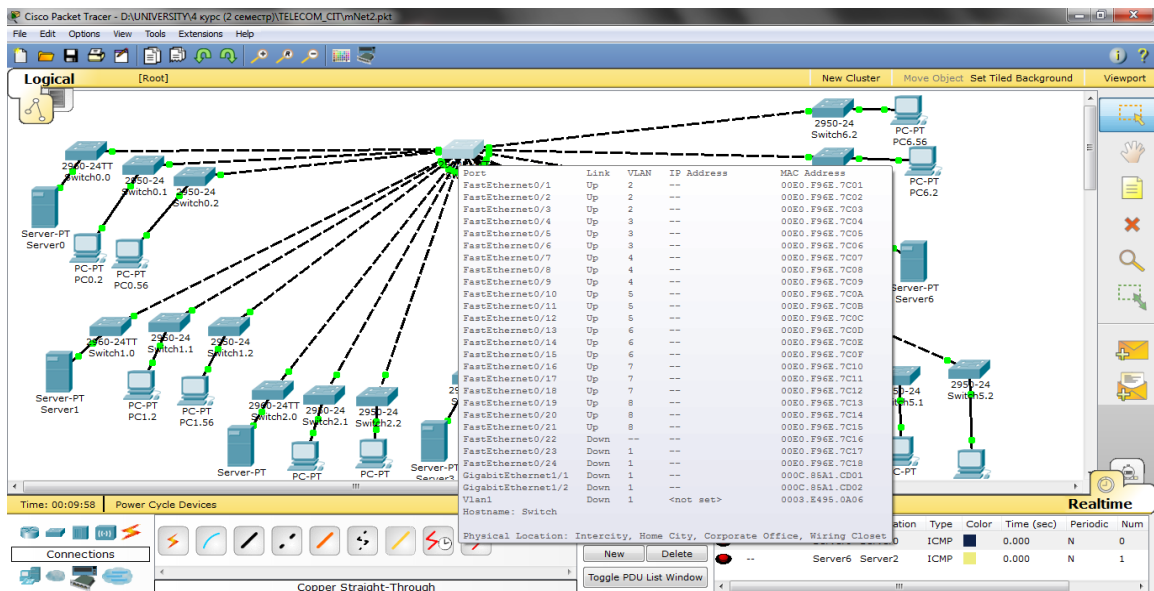 Cisco Packet Tracer - D:\UNIVERSITY\4 курс (2 семестр)\TELECOM_CIT\mNet2.pkt
File Edit Options View Tools Extensions Help
Logical [Root] New Cluster Move Object Set Tiled Background Viewport
2950-24
Switch6.2
PC-PT
PC6.56
2960-24TT
Switch0.0
2950-24
Switch0.1
2950-24
Switch0.2
PC-PT
PC6.2
Server-PT
Server0
PC-PT
PC0.2
PC-PT
PC0.56
Server-PT
Server6
2960-24TT
Switch1.0
2950-24
Switch1.1
2950-24
Switch1.2
Server-PT
Server1
PC-PT
PC1.2
PC-PT
PC1.56
2960-24TT
Switch2.0
2950-24
Switch2.1
2950-24
Switch2.2
2950-24
Switch5.2
Server-PT
PC-PT
PC-PT
Server-PT
Server3
Port Link VLAN IP Address MAC Address
FastEthernet0/1 Up 2 -- 00E0.F96E.7C01
FastEthernet0/2 Up 2 -- 00E0.F96E.7C02
FastEthernet0/3 Up 2 -- 00E0.F96E.7C03
FastEthernet0/4 Up 3 -- 00E0.F96E.7C04
FastEthernet0/5 Up 3 -- 00E0.F96E.7C05
FastEthernet0/6 Up 3 -- 00E0.F96E.7C06
FastEthernet0/7 Up 4 -- 00E0.F96E.7C07
FastEthernet0/8 Up 4 -- 00E0.F96E.7C08
FastEthernet0/9 Up 4 -- 00E0.F96E.7C09
FastEthernet0/10 Up 5 -- 00E0.F96E.7C0A
FastEthernet0/11 Up 5 -- 00E0.F96E.7C0B
FastEthernet0/12 Up 5 -- 00E0.F96E.7C0C
FastEthernet0/13 Up 6 -- 00E0.F96E.7C0D
FastEthernet0/14 Up 6 -- 00E0.F96E.7C0E
FastEthernet0/15 Up 6 -- 00E0.F96E.7C0F
FastEthernet0/16 Up 7 -- 00E0.F96E.7C10
FastEthernet0/17 Up 7 -- 00E0.F96E.7C11
FastEthernet0/18 Up 7 -- 00E0.F96E.7C12
FastEthernet0/19 Up 8 -- 00E0.F96E.7C13
FastEthernet0/20 Up 8 -- 00E0.F96E.7C14
FastEthernet0/21 Up 8 -- 00E0.F96E.7C15
FastEthernet0/22 Down -- -- 00E0.F96E.7C16
FastEthernet0/23 Down 1 -- 00E0.F96E.7C17
FastEthernet0/24 Down 1 -- 00E0.F96E.7C18
GigabitEthernet1/1 Down 1 -- 000C.85A1.CD01
GigabitEthernet1/2 Down 1 -- 000C.85A1.CD02
Vlan1 Down 1 <not set> 0003.E495.0A06
Hostname: Switch
Physical Location: Intercity, Home City, Corporate Office, Wiring Closet
Time: 00:09:58 Power Cycle Devices Realtime
Connections
Copper Straight-Through
New Delete
Toggle PDU List Window
Type Color Time (sec) Periodic Num
ICMP 0.000 N 0
-- Server6 Server2 ICMP 0.000 N 1